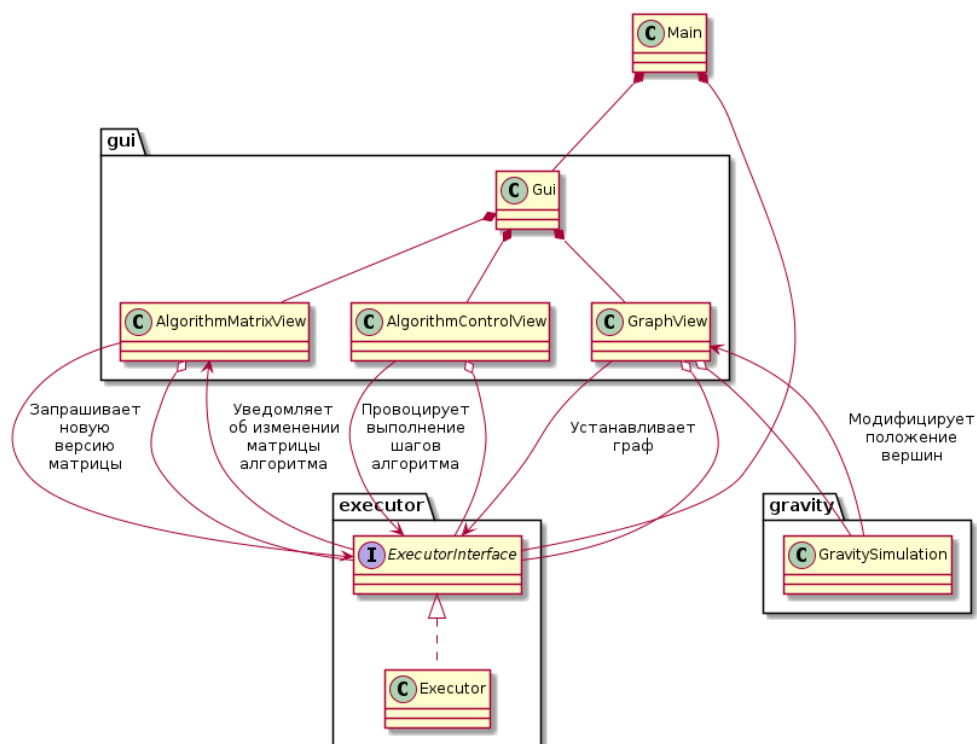 C Main
gui
C Gui
C AlgorithmMatrixView
C AlgorithmControlView
C GraphView
Запрашивает
новую
версию
матрицы
Уведомляет
об изменении
матрицы
алгоритма
Провоцирует
выполнение
шагов
алгоритма
Устанавливает
граф
Модифицирует
положение
вершин
executor
I ExecutorInterface
gravity
C GravitySimulation
C Executor